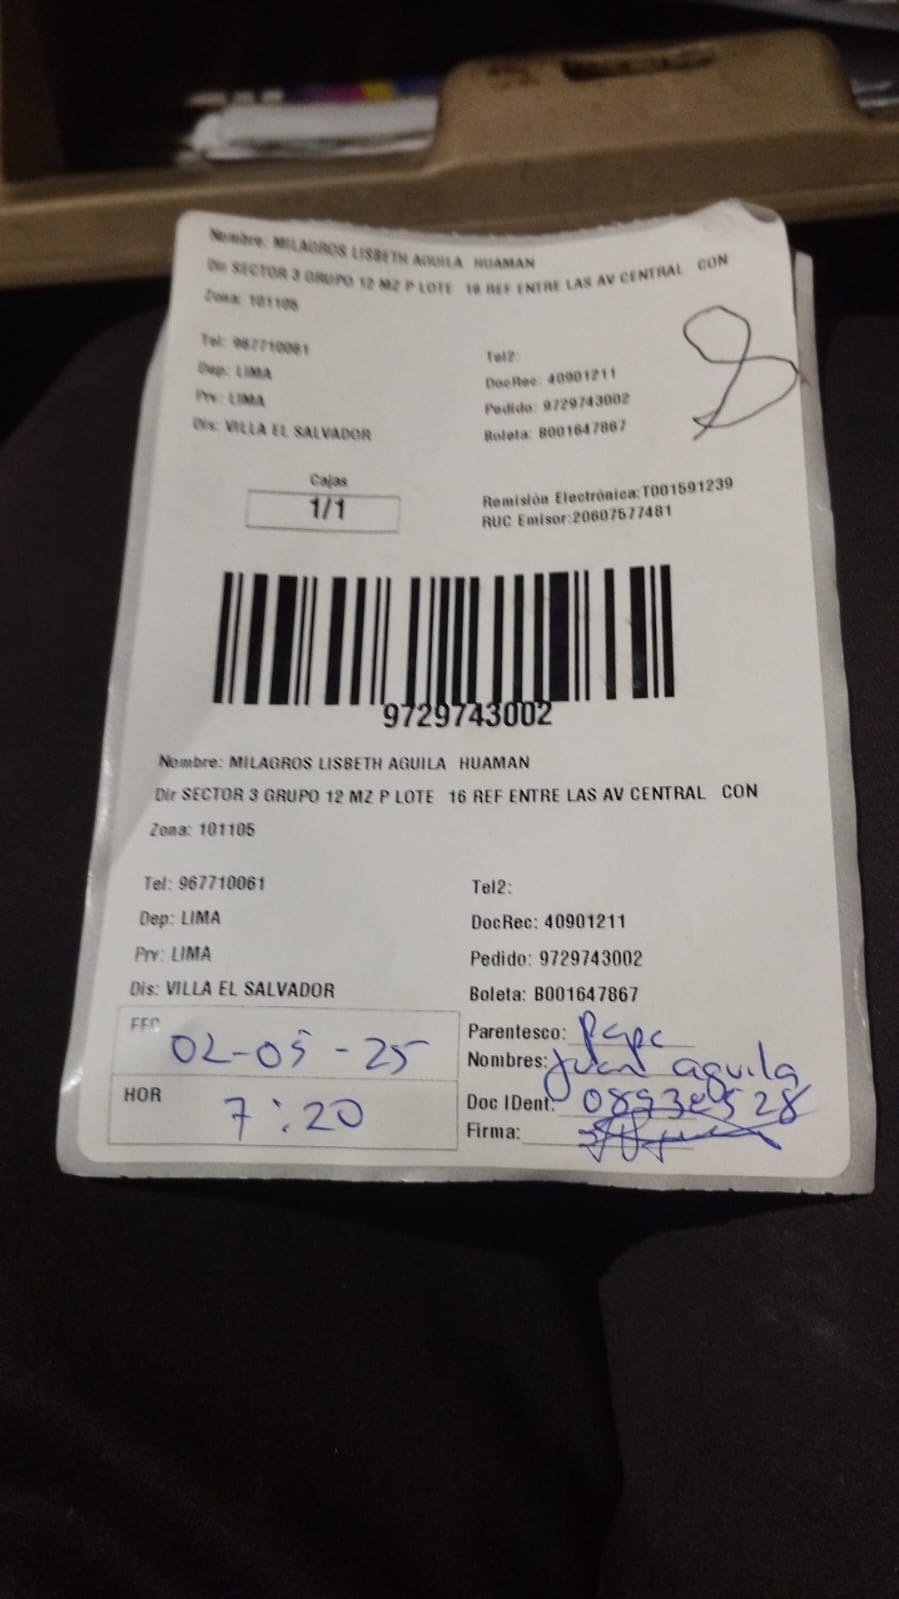 Nombre: MILAGROS LISBETH AGUILA HUAMAN
Dir SECTOR 3 GRUPO 12 MZ P LOTE 16 REF ENTRE LAS AV CENTRAL CON
Zona: 101105
Tel: 967710061 Tel2:
Dep: LIMA DocRec: 40901211
Prv: LIMA Pedido: 9729743002
Dis: VILLA EL SALVADOR Boleta: B001647867
Cajas
1/1
Remisión Electrónica:T001591239
RUC Emisor:20607577481
9729743002
Nombre: MILAGROS LISBETH AGUILA HUAMAN
Dir SECTOR 3 GRUPO 12 MZ P LOTE 16 REF ENTRE LAS AV CENTRAL CON
Zona: 101105
Tel: 967710061 Tel2:
Dep: LIMA DocRec: 40901211
Prv: LIMA Pedido: 9729743002
Dis: VILLA EL SALVADOR Boleta: B001647867
FEC 02-05-25
HOR 7:20
Parentesco: Papa
Nombres: Juan aguila
Doc IDent:
Firma: